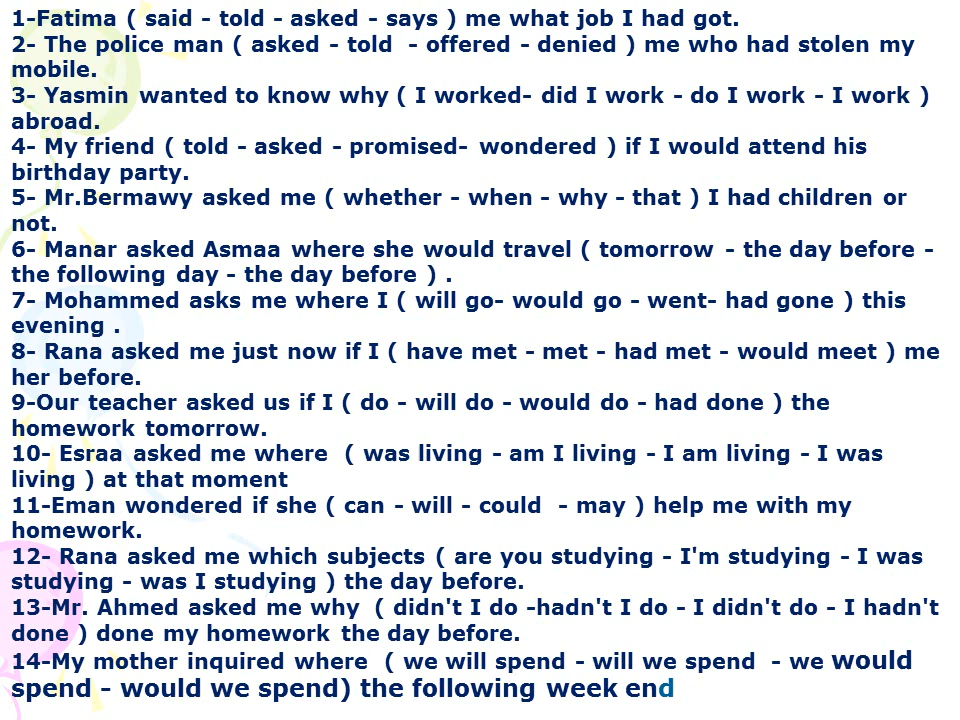 1-Fatima ( said - told - asked - says ) me what job I had got.
2- The police man ( asked - told  - offered - denied ) me who had stolen my
mobile.
3- Yasmin wanted to know why ( I worked- did I work - do I work - I work )
abroad.
4- My friend ( told - asked - promised-  wondered ) if I would attend his
birthday party.
5- Mr.Bermawy asked me ( whether - when - why - that ) I had children or
not.
6- Manar asked Asmaa where she would travel ( tomorrow  - the day before -
the following day - the day before ) .
7- Mohammed asks me where I ( will go- would go - went- had gone ) this
evening .
8- Rana asked me just now if I ( have met - met - had met - would meet ) me
her before.
9-Our teacher asked us if I ( do - will do - would do - had done ) the
homework tomorrow.
10- Esraa asked me where  ( was living - am I living - I am living - I was
living ) at that moment
11-Eman wondered if she ( can - will - could  - may ) help me with my
homework.
12- Rana asked me which subjects ( are you studying - I'm studying - I was
studying - was I studying ) the day before.
13-Mr. Ahmed asked me why  ( didn't I do -hadn't I do - I didn't do - I hadn't
done ) done my homework the day before.
14-My mother inquired where  ( we will spend - will we spend  - we would
spend - would we spend) the following week end